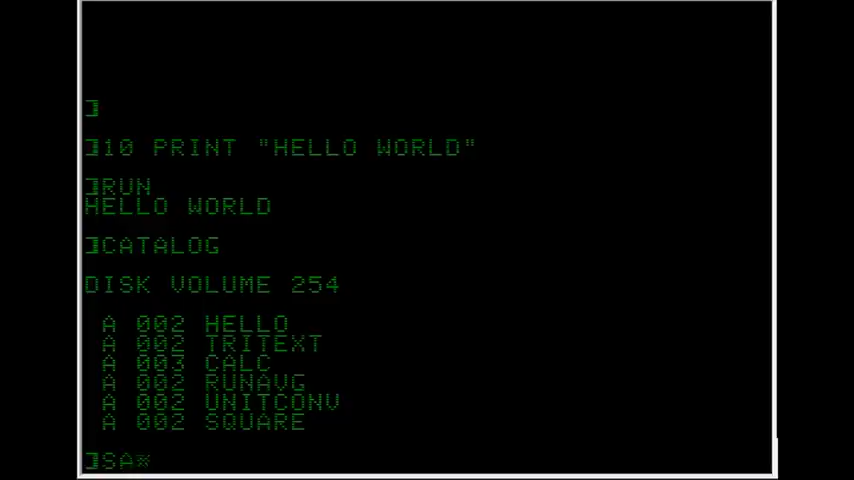 ]
]10 PRINT "HELLO WORLD"
]RUN
HELLO WORLD
]CATALOG
DISK VOLUME 254
A 002 HELLO
A 002 TRITEXT
A 003 CALC
A 002 RUNAVG
A 002 UNITCONV
A 002 SQUARE
]SA